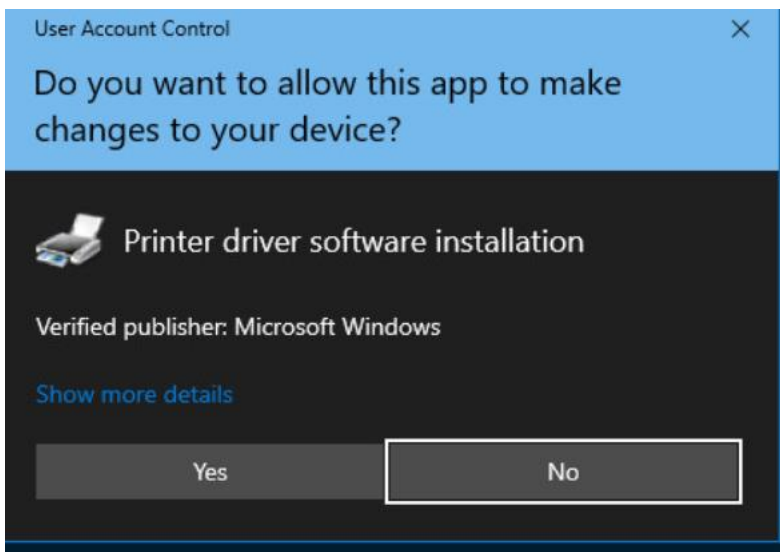 User Account Control
Do you want to allow this app to make
changes to your device?
Printer driver software installation
Verified publisher: Microsoft Windows
Show more details
Yes
No